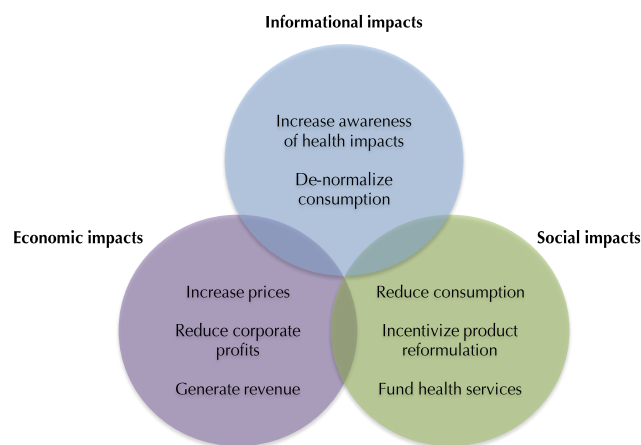 Informational impacts
Increase awareness
of health impacts
De-normalize
consumption
Economic impacts
Increase prices
Reduce corporate
profits
Generate revenue
Social impacts
Reduce consumption
Incentivize product
reformulation
Fund health services